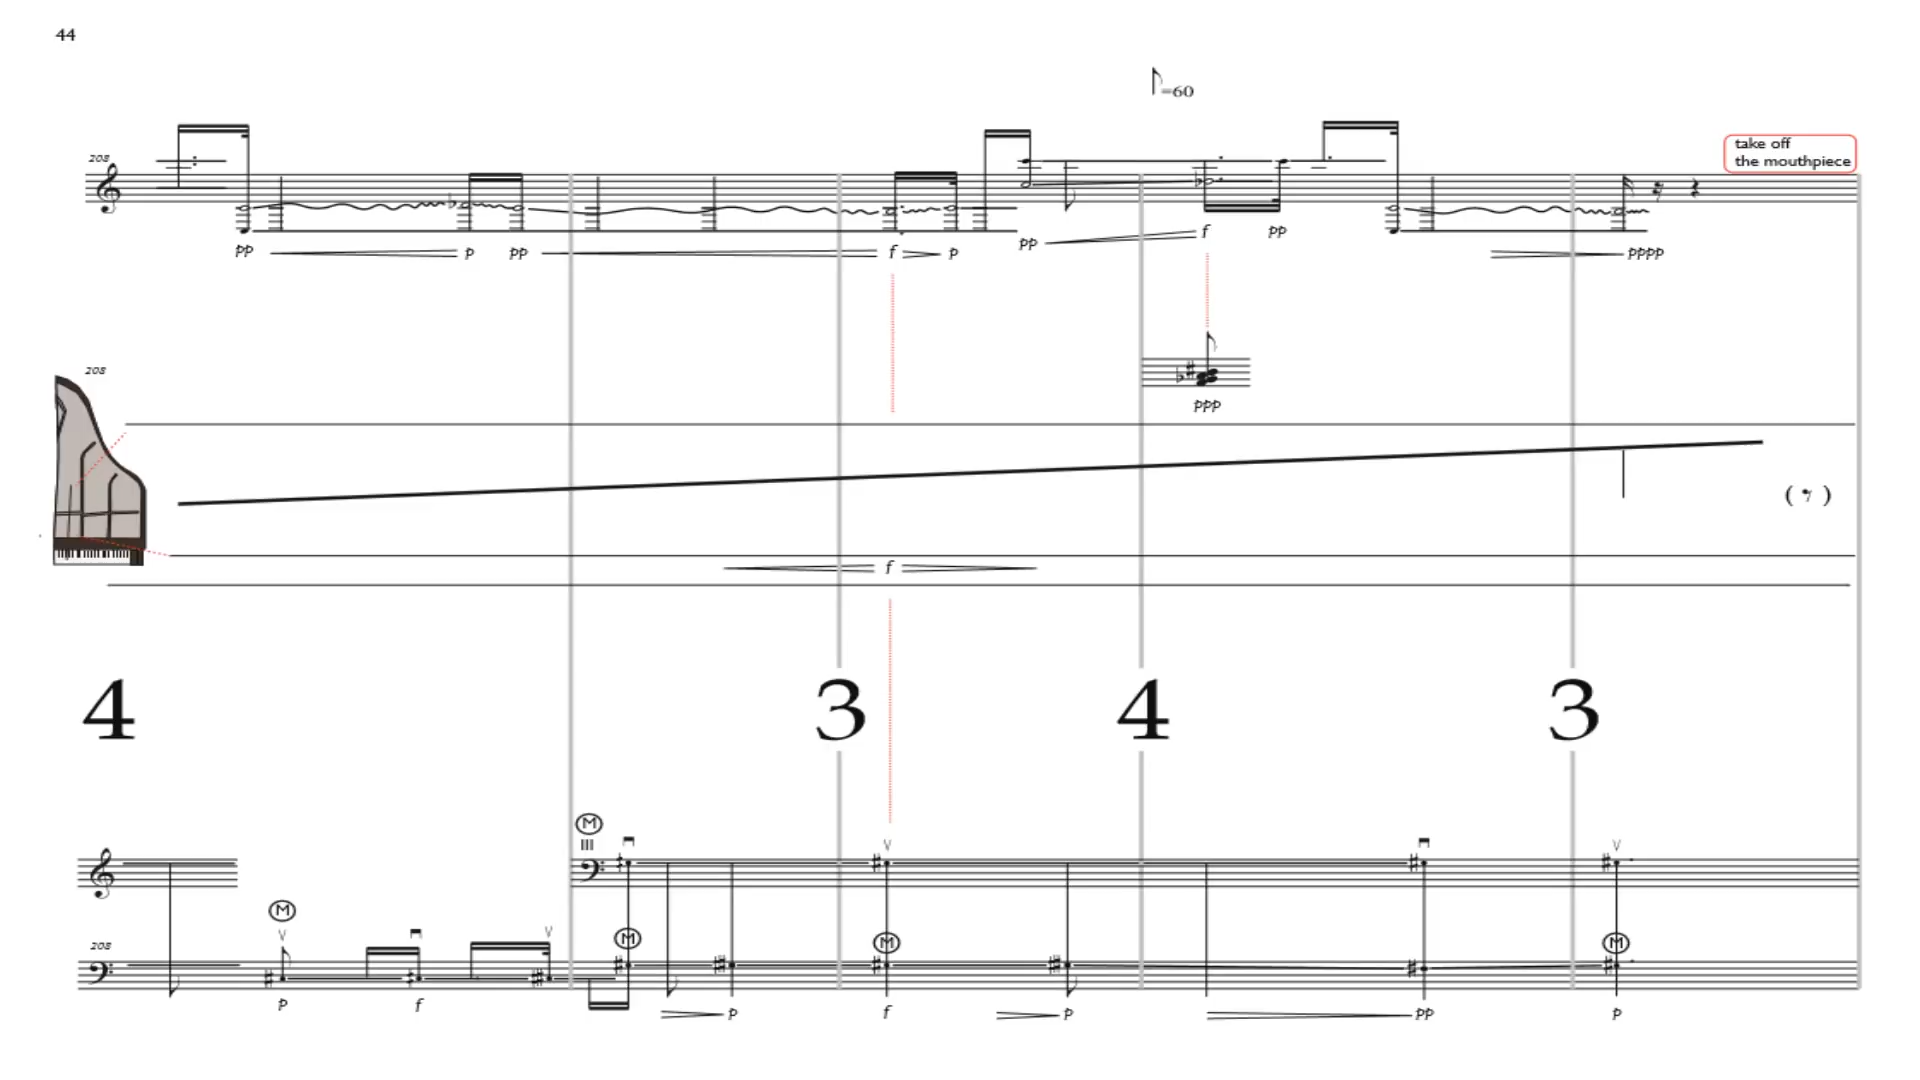 44
=60
208
take off
the mouthpiece
pp p pp f p pp f pp pppp
208
ppp
f
4 3 4 3
M
III
M
208
M M M
p f p f p pp p